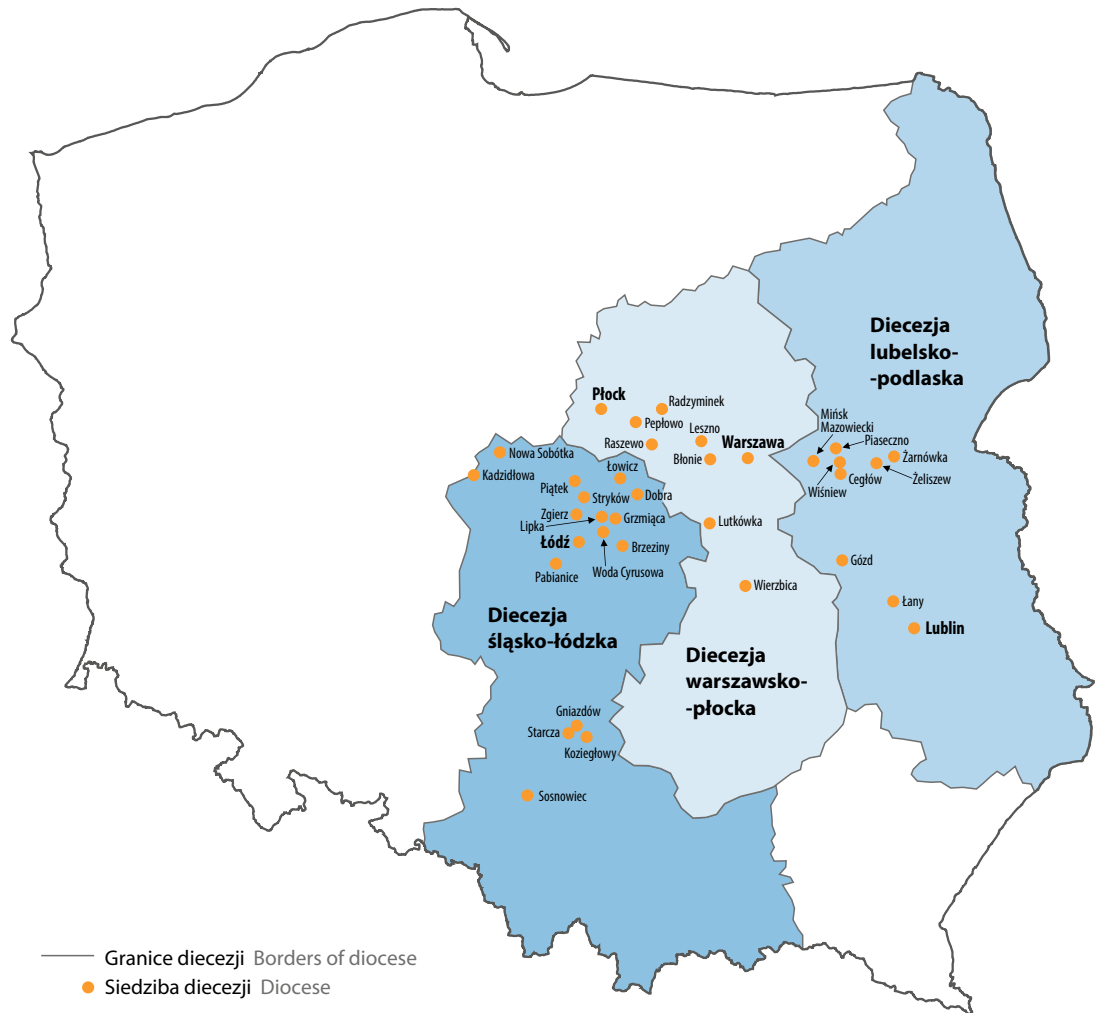 Diecezja
lubelsko-
-podlaska
Płock
Radzyminek
Pepłowo
Leszno
Raszewo
Warszawa
Błonie
Mińsk
Mazowiecki
Piaseczno
Żarnówka
Wiśniew
Cegłów
Żeliszew
Nowa Sobótka
Kadzidłowa
Łowicz
Piątek
Stryków
Dobra
Zgierz
Lipka
Grzmiąca
Lutkówka
Łódź
Brzeziny
Pabianice
Woda Cyrusowa
Gózd
Wierzbica
Łany
Lublin
Diecezja
śląsko-łódzka
Diecezja
warszawsko-
-płocka
Gniazdów
Starcza
Koziegłowy
Sosnowiec
Granice diecezji Borders of diocese
Siedziba diecezji Diocese